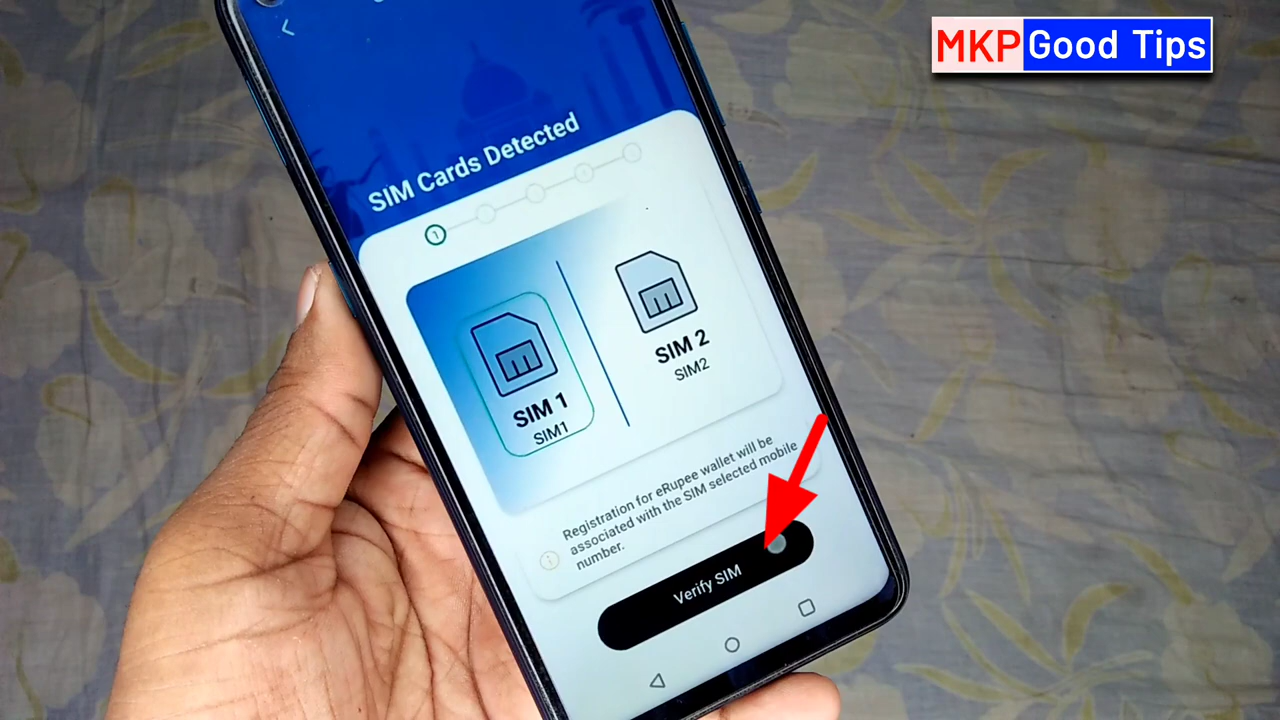 MKP Good Tips
SIM Cards Detected
1
SIM 1
SIM1
SIM 2
SIM2
Registration for eRupee wallet will be
associated with the SIM selected mobile
number.
Verify SIM